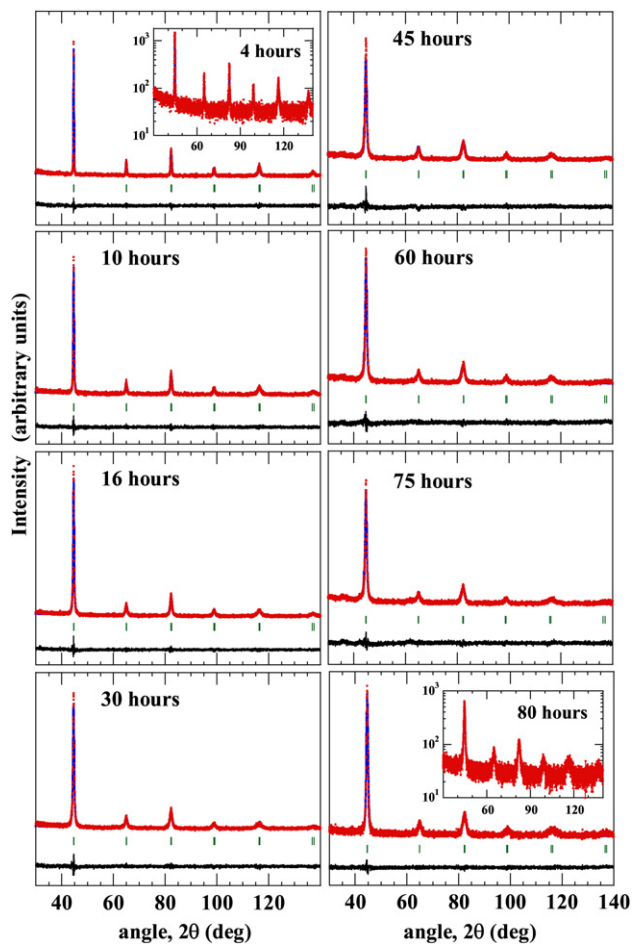 4 hours
10³
10²
10¹
60 90 120
45 hours
10 hours
60 hours
16 hours
75 hours
30 hours
80 hours
10³
10²
10¹
60 90 120
Intensity (arbitrary units)
40 60 80 100 120
40 60 80 100 120 140
angle, 2θ (deg)
angle, 2θ (deg)